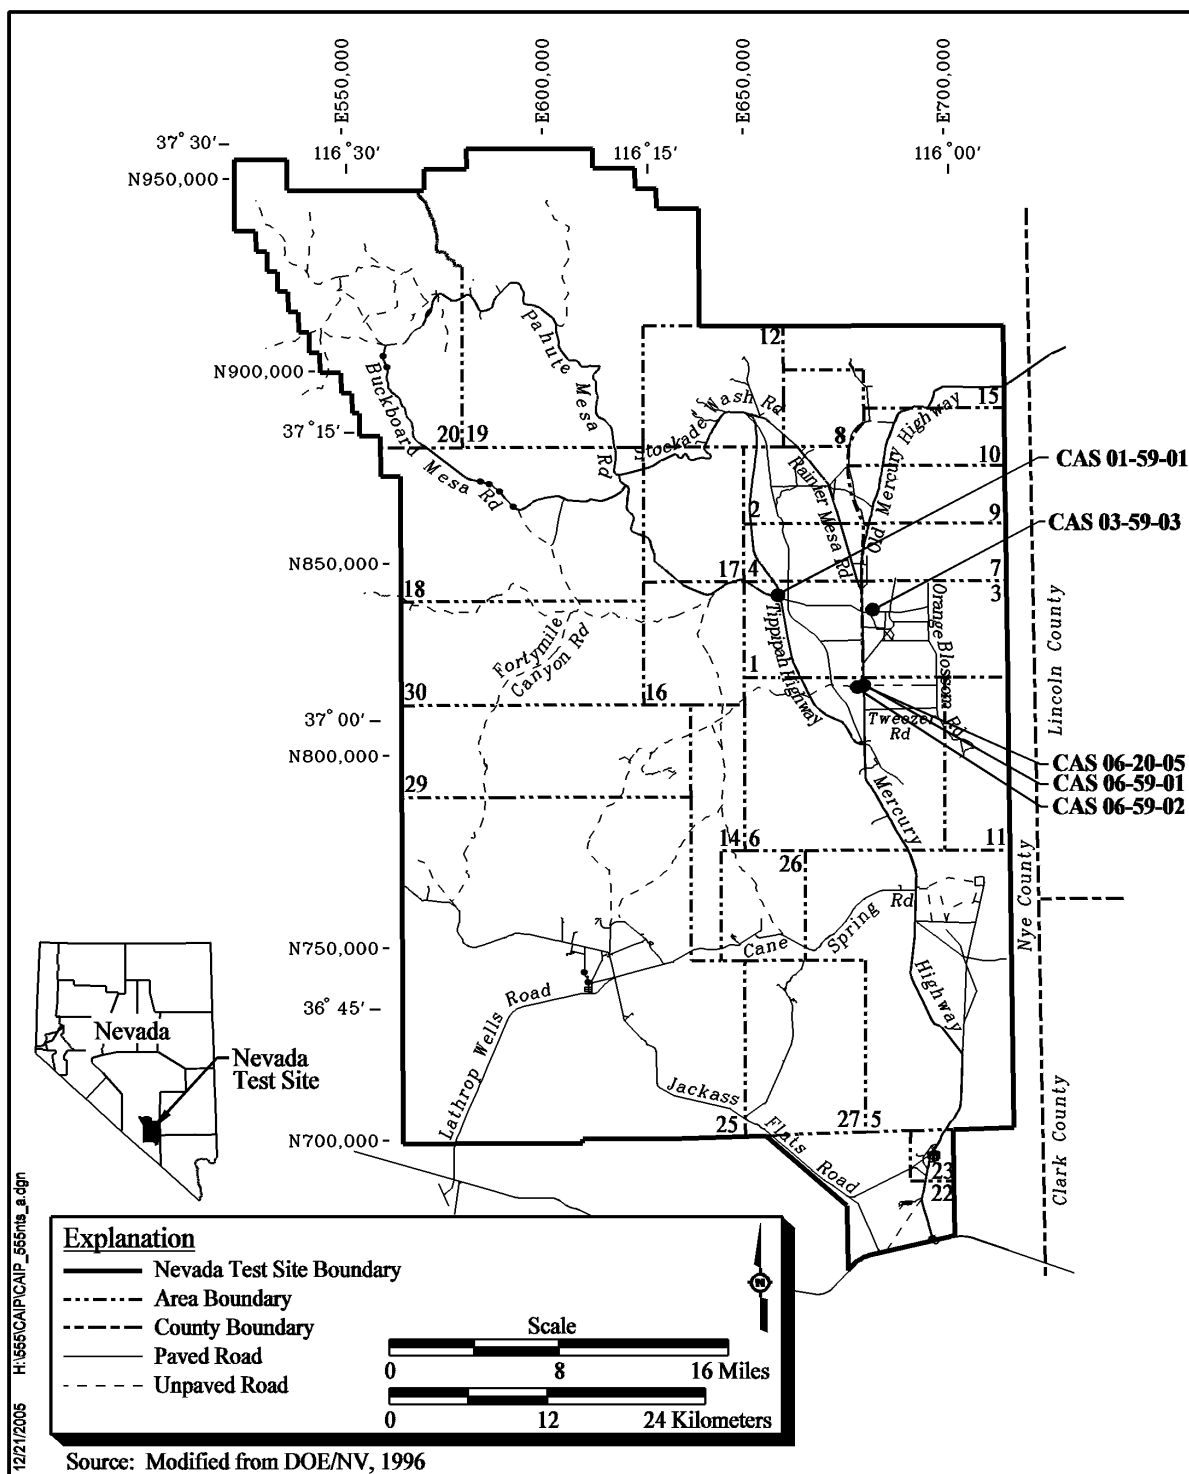 E550,000
E600,000
E650,000
E700,000
37° 30'
116° 30'
116° 15'
116° 00'
N950,000
12
Pahute Mesa Rd
N900,000
Buckboard Mesa Rd
Stockade Wash Rd
15
Old Mercury Highway
37° 15'
20
19
8
10
CAS 01-59-01
Rainier Mesa Rd
2
9
CAS 03-59-03
N850,000
17
4
7
18
3
Orange Blossom Rd
Tippipah Highway
Fortymile
Canyon Rd
Lincoln County
1
30
16
37° 00'
Tweezer
Rd
N800,000
CAS 06-20-05
CAS 06-59-01
CAS 06-59-02
29
Mercury
14
6
26
11
Nye County
Cane Spring Rd
N750,000
Highway
36° 45'
Lathrop Wells Road
Nevada
Nevada
Test Site
Jackass Flats Road
Clark County
25
27
5
N700,000
23
22
Explanation
Nevada Test Site Boundary
Area Boundary
County Boundary
Paved Road
Unpaved Road
N
Scale
0 8 16 Miles
0 12 24 Kilometers
Source: Modified from DOE/NV, 1996
12/21/2005 H:\555\CAIP\CAIP_555nts_a.dgn